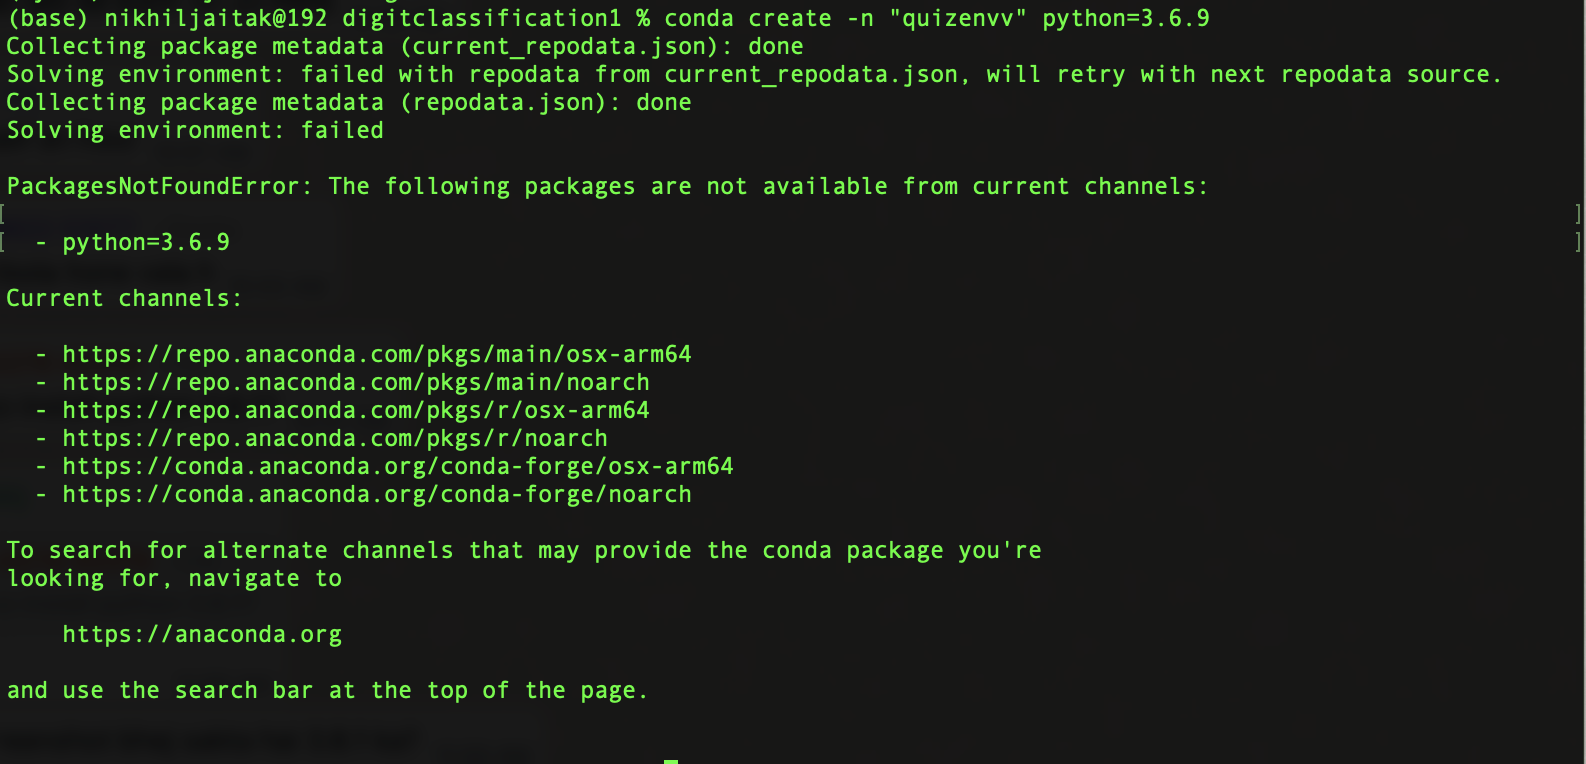 (base) nikhiljaitak@192 digitclassification1 % conda create -n "quizenvv" python=3.6.9
Collecting package metadata (current_repodata.json): done
Solving environment: failed with repodata from current_repodata.json, will retry with next repodata source.
Collecting package metadata (repodata.json): done
Solving environment: failed
PackagesNotFoundError: The following packages are not available from current channels:
[ ]
[ - python=3.6.9 ]
Current channels:
- https://repo.anaconda.com/pkgs/main/osx-arm64
- https://repo.anaconda.com/pkgs/main/noarch
- https://repo.anaconda.com/pkgs/r/osx-arm64
- https://repo.anaconda.com/pkgs/r/noarch
- https://conda.anaconda.org/conda-forge/osx-arm64
- https://conda.anaconda.org/conda-forge/noarch
To search for alternate channels that may provide the conda package you're
looking for, navigate to
https://anaconda.org
and use the search bar at the top of the page.